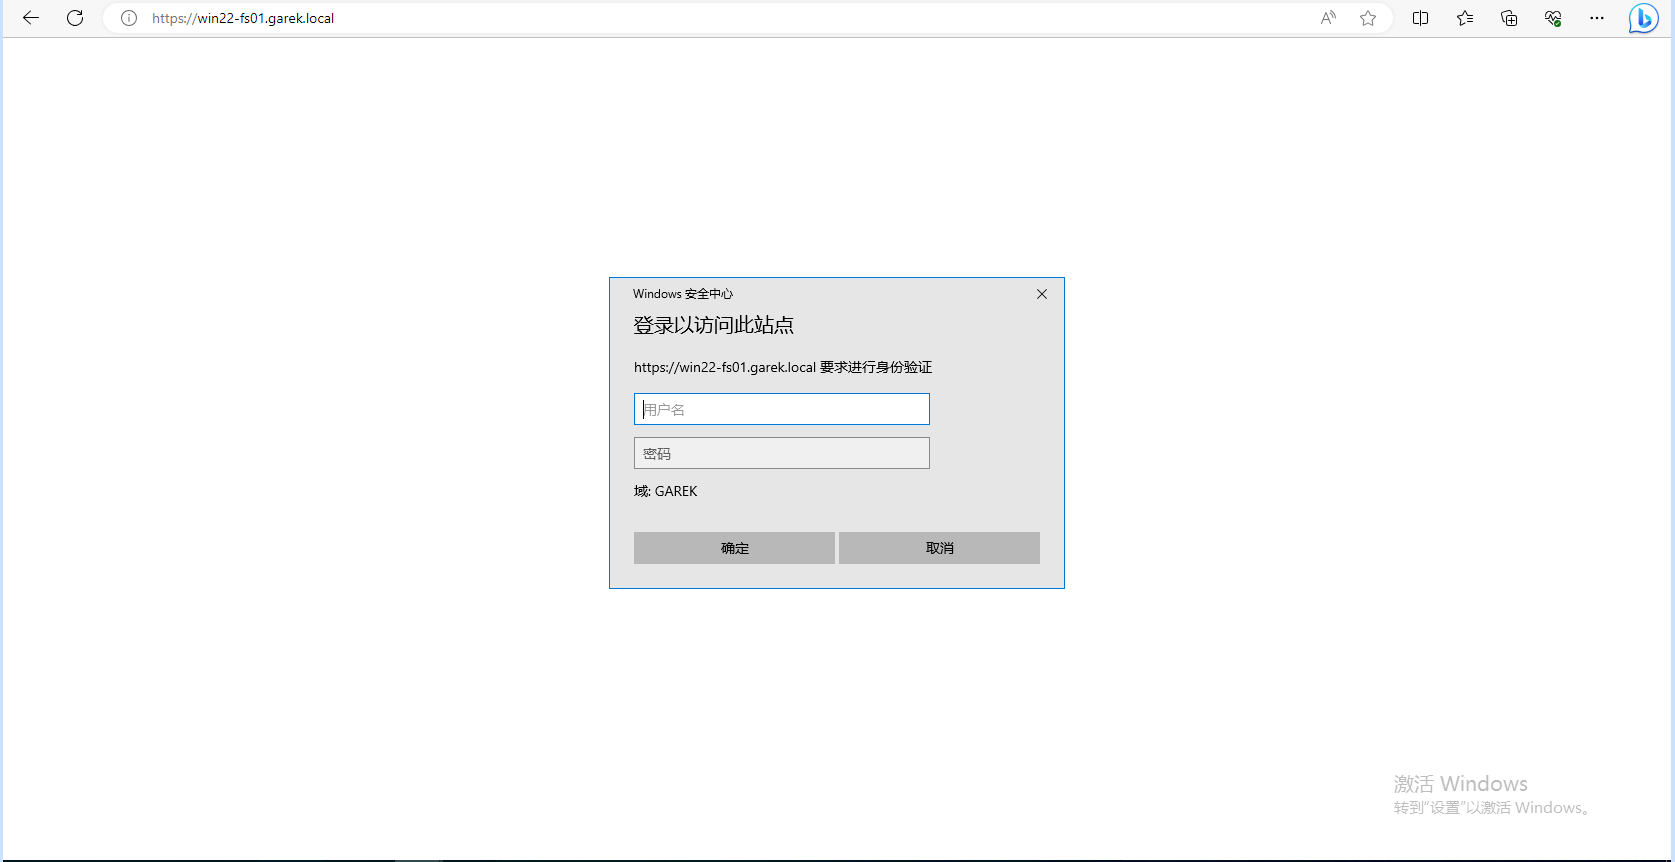 https://win22-fs01.garek.local
Windows 安全中心
登录以访问此站点
https://win22-fs01.garek.local 要求进行身份验证
用户名
密码
域: GAREK
确定 取消
激活 Windows
转到“设置”以激活 Windows。